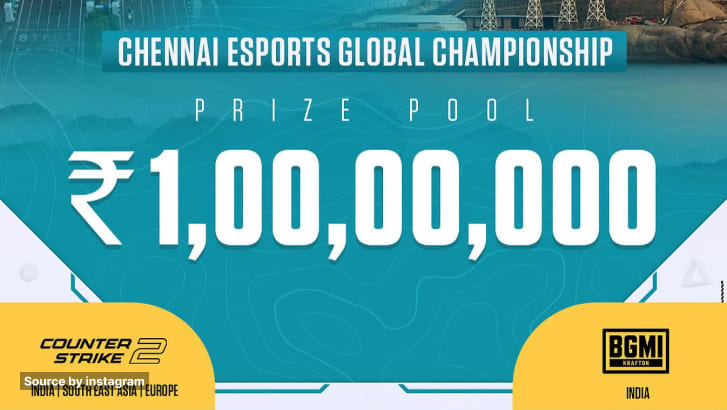 CHENNAI ESPORTS GLOBAL CHAMPIONSHIP
PRIZE POOL
₹1,00,00,000
COUNTER
STRIKE 2
Source by instagram
INDIA | SOUTH EAST ASIA | EUROPE
BGMI
KRAFTON
INDIA